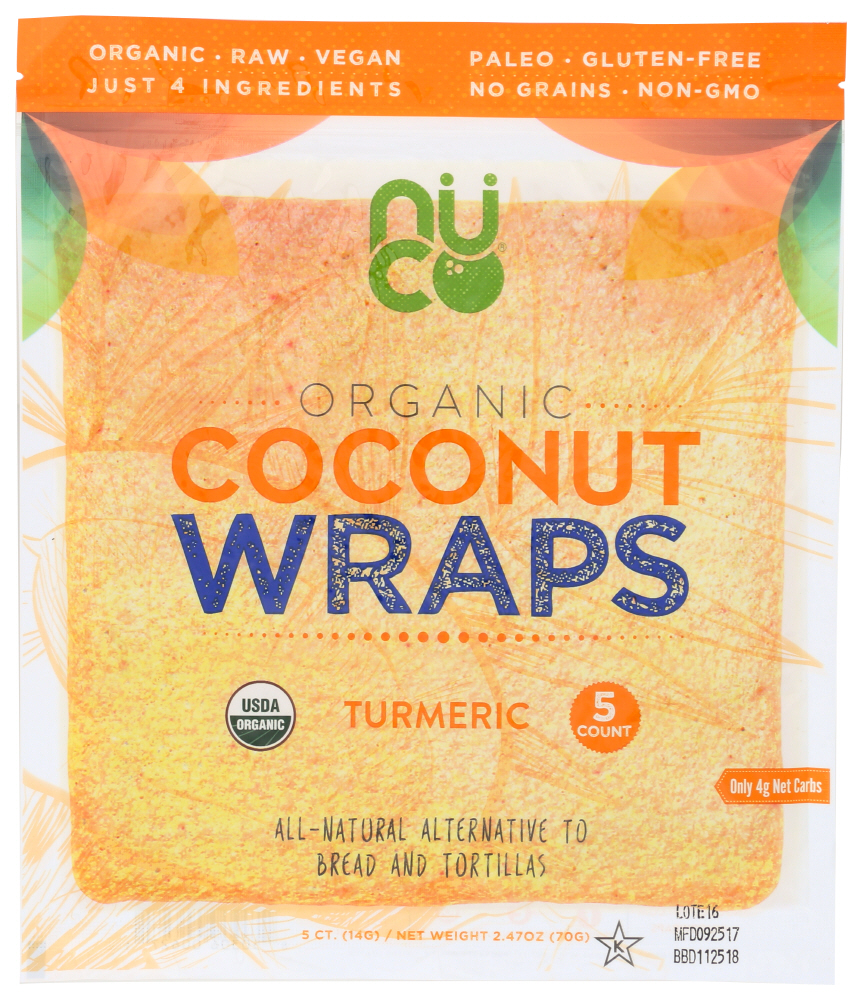 ORGANIC · RAW · VEGAN
JUST 4 INGREDIENTS
PALEO · GLUTEN-FREE
NO GRAINS · NON-GMO
nü
co®
ORGANIC
COCONUT
WRAPS
USDA
ORGANIC
TURMERIC
5
COUNT
Only 4g Net Carbs
ALL-NATURAL ALTERNATIVE TO
BREAD AND TORTILLAS
5 CT. (14G) / NET WEIGHT 2.47OZ (70G)
K
LOTE16
MFD092517
BBD112518